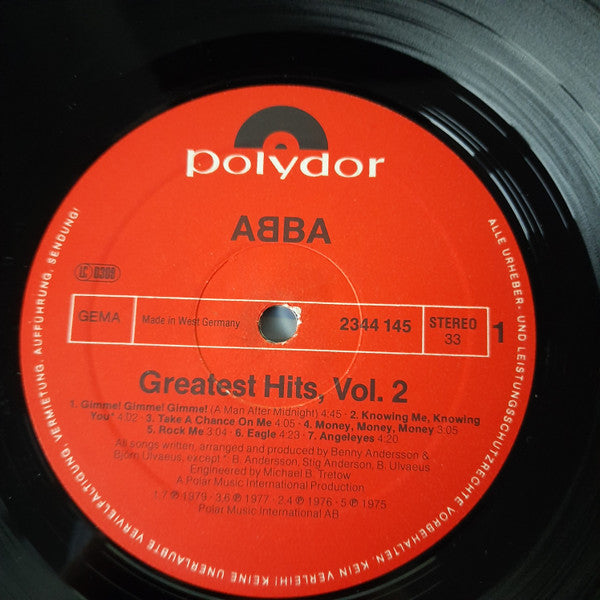 polydor
ABBA
LC 0309
GEMA
Made in West Germany
2344 145
STEREO
33
1
Greatest Hits, Vol. 2
1. Gimme! Gimme! Gimme! (A Man After Midnight) 4:45 · 2. Knowing Me, Knowing
You* 4:02 · 3. Take A Chance On Me 4:05 · 4. Money, Money, Money 3:05
5. Rock Me 3:04 · 6. Eagle 4:23 · 7. Angeleyes 4:20
All songs written, arranged and produced by Benny Andersson &
Björn Ulvaeus, except *: B. Andersson, Stig Anderson, B. Ulvaeus
Engineered by Michael B. Tretow
A Polar Music International Production
1.7 Ⓟ 1979 · 3.6 Ⓟ 1977 · 2.4 Ⓟ 1976 · 5 Ⓟ 1975
Polar Music International AB
ALLE URHEBER- UND LEISTUNGSSCHUTZRECHTE VORBEHALTEN. KEIN VERLEIH! KEINE UNERLAUBTE VERVIELFÄLTIGUNG, VERMIETUNG, AUFFÜHRUNG, SENDUNG!